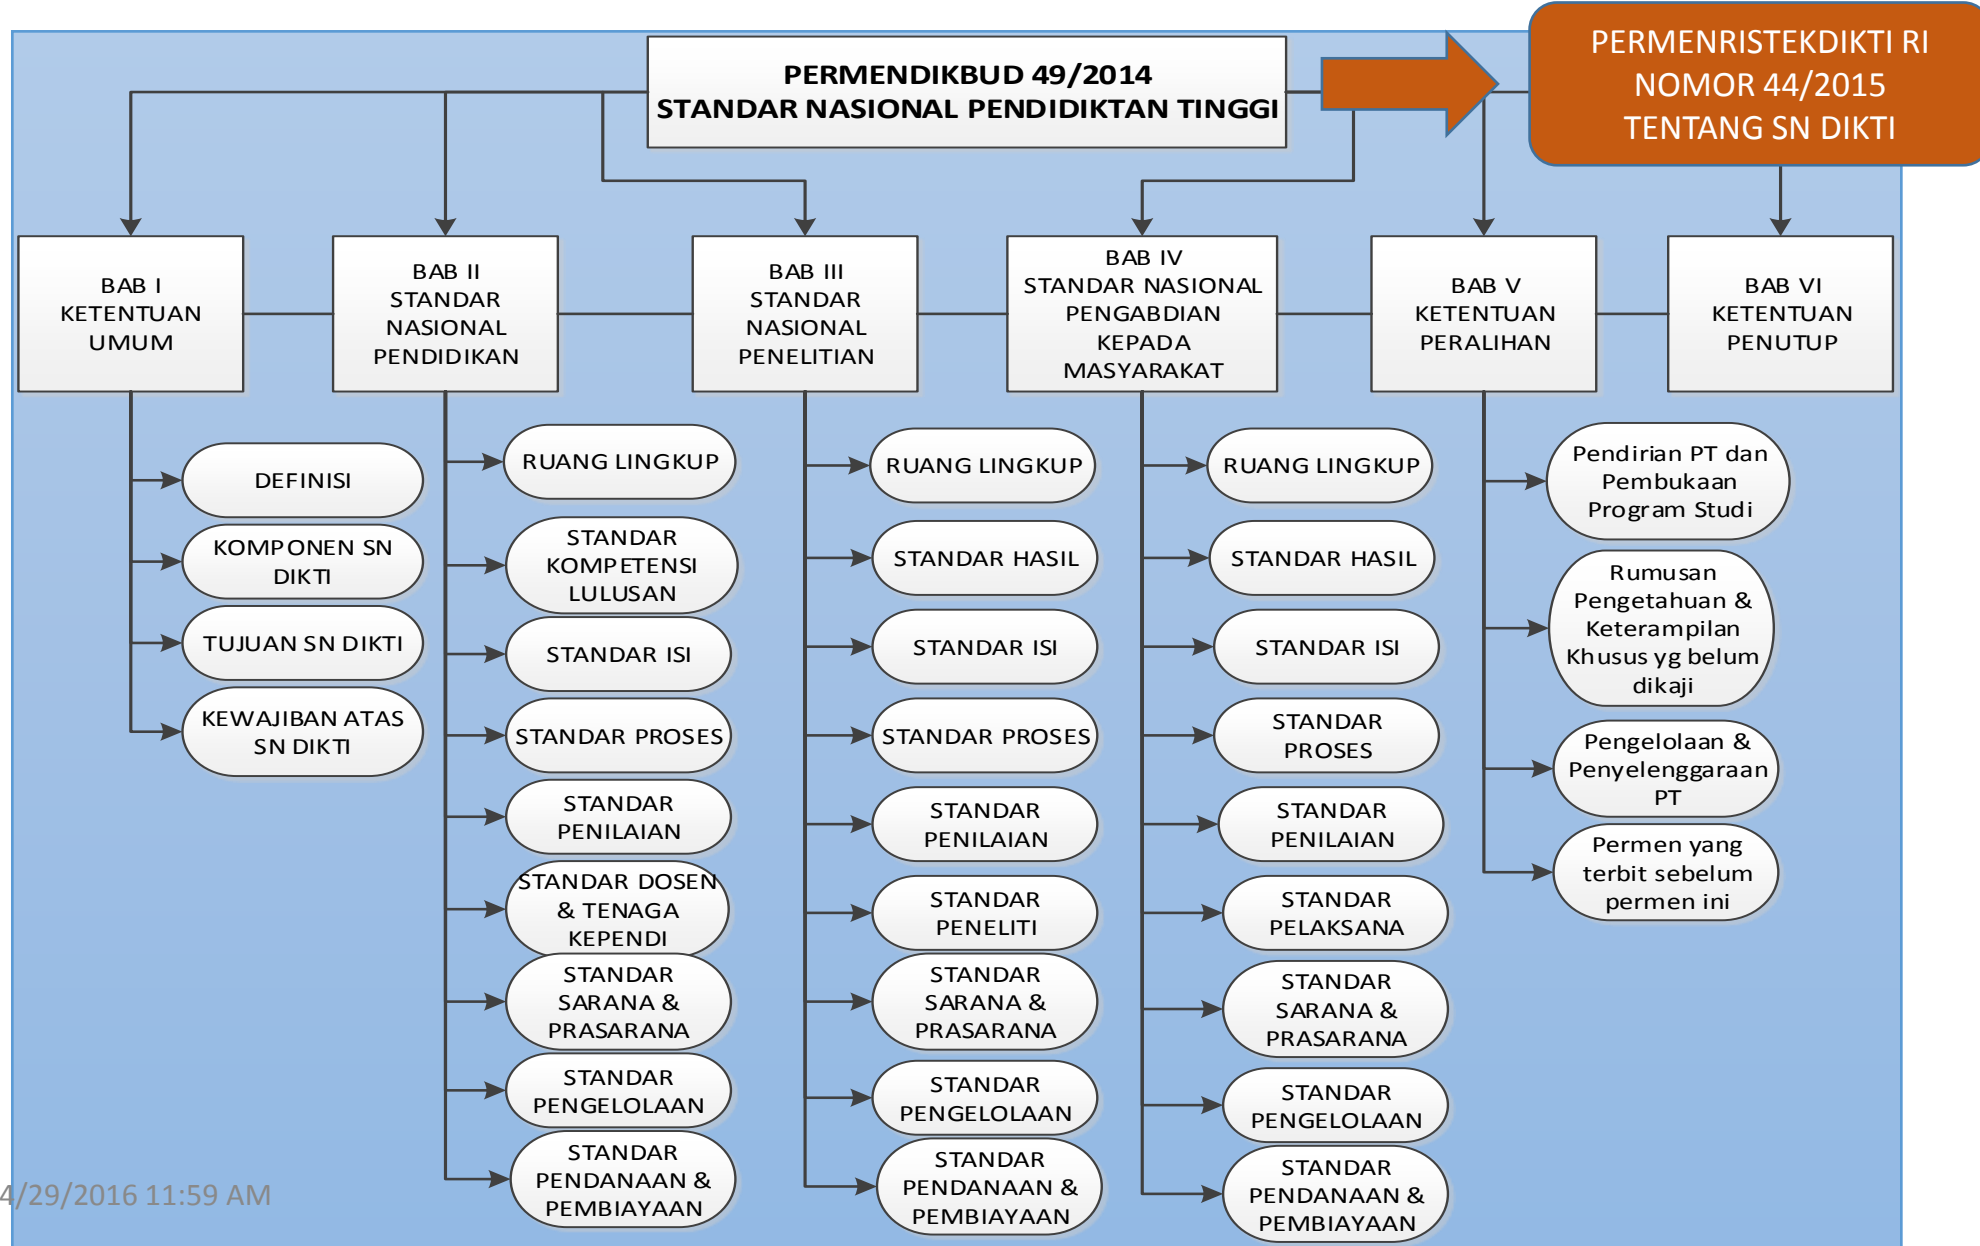 PERMENDIKBUD 49/2014
STANDAR NASIONAL PENDIDIKTAN TINGGI
PERMENRISTEKDIKTI RI
NOMOR 44/2015
TENTANG SN DIKTI
BAB I
KETENTUAN
UMUM
BAB II
STANDAR
NASIONAL
PENDIDIKAN
BAB III
STANDAR
NASIONAL
PENELITIAN
BAB IV
STANDAR NASIONAL
PENGABDIAN
KEPADA
MASYARAKAT
BAB V
KETENTUAN
PERALIHAN
BAB VI
KETENTUAN
PENUTUP
DEFINISI
KOMPONEN SN
DIKTI
TUJUAN SN DIKTI
KEWAJIBAN ATAS
SN DIKTI
RUANG LINGKUP
STANDAR
KOMPETENSI
LULUSAN
STANDAR ISI
STANDAR PROSES
STANDAR
PENILAIAN
STANDAR DOSEN
& TENAGA
KEPENDI
STANDAR
SARANA &
PRASARANA
STANDAR
PENGELOLAAN
STANDAR
PENDANAAN &
PEMBIAYAAN
RUANG LINGKUP
STANDAR HASIL
STANDAR ISI
STANDAR PROSES
STANDAR
PENILAIAN
STANDAR
PENELITI
STANDAR
SARANA &
PRASARANA
STANDAR
PENGELOLAAN
STANDAR
PENDANAAN &
PEMBIAYAAN
RUANG LINGKUP
STANDAR HASIL
STANDAR ISI
STANDAR
PROSES
STANDAR
PENILAIAN
STANDAR
PELAKSANA
STANDAR
SARANA &
PRASARANA
STANDAR
PENGELOLAAN
STANDAR
PENDANAAN &
PEMBIAYAAN
Pendirian PT dan
Pembukaan
Program Studi
Rumusan
Pengetahuan &
Keterampilan
Khusus yg belum
dikaji
Pengelolaan &
Penyelenggaraan
PT
Permen yang
terbit sebelum
permen ini
4/29/2016 11:59 AM